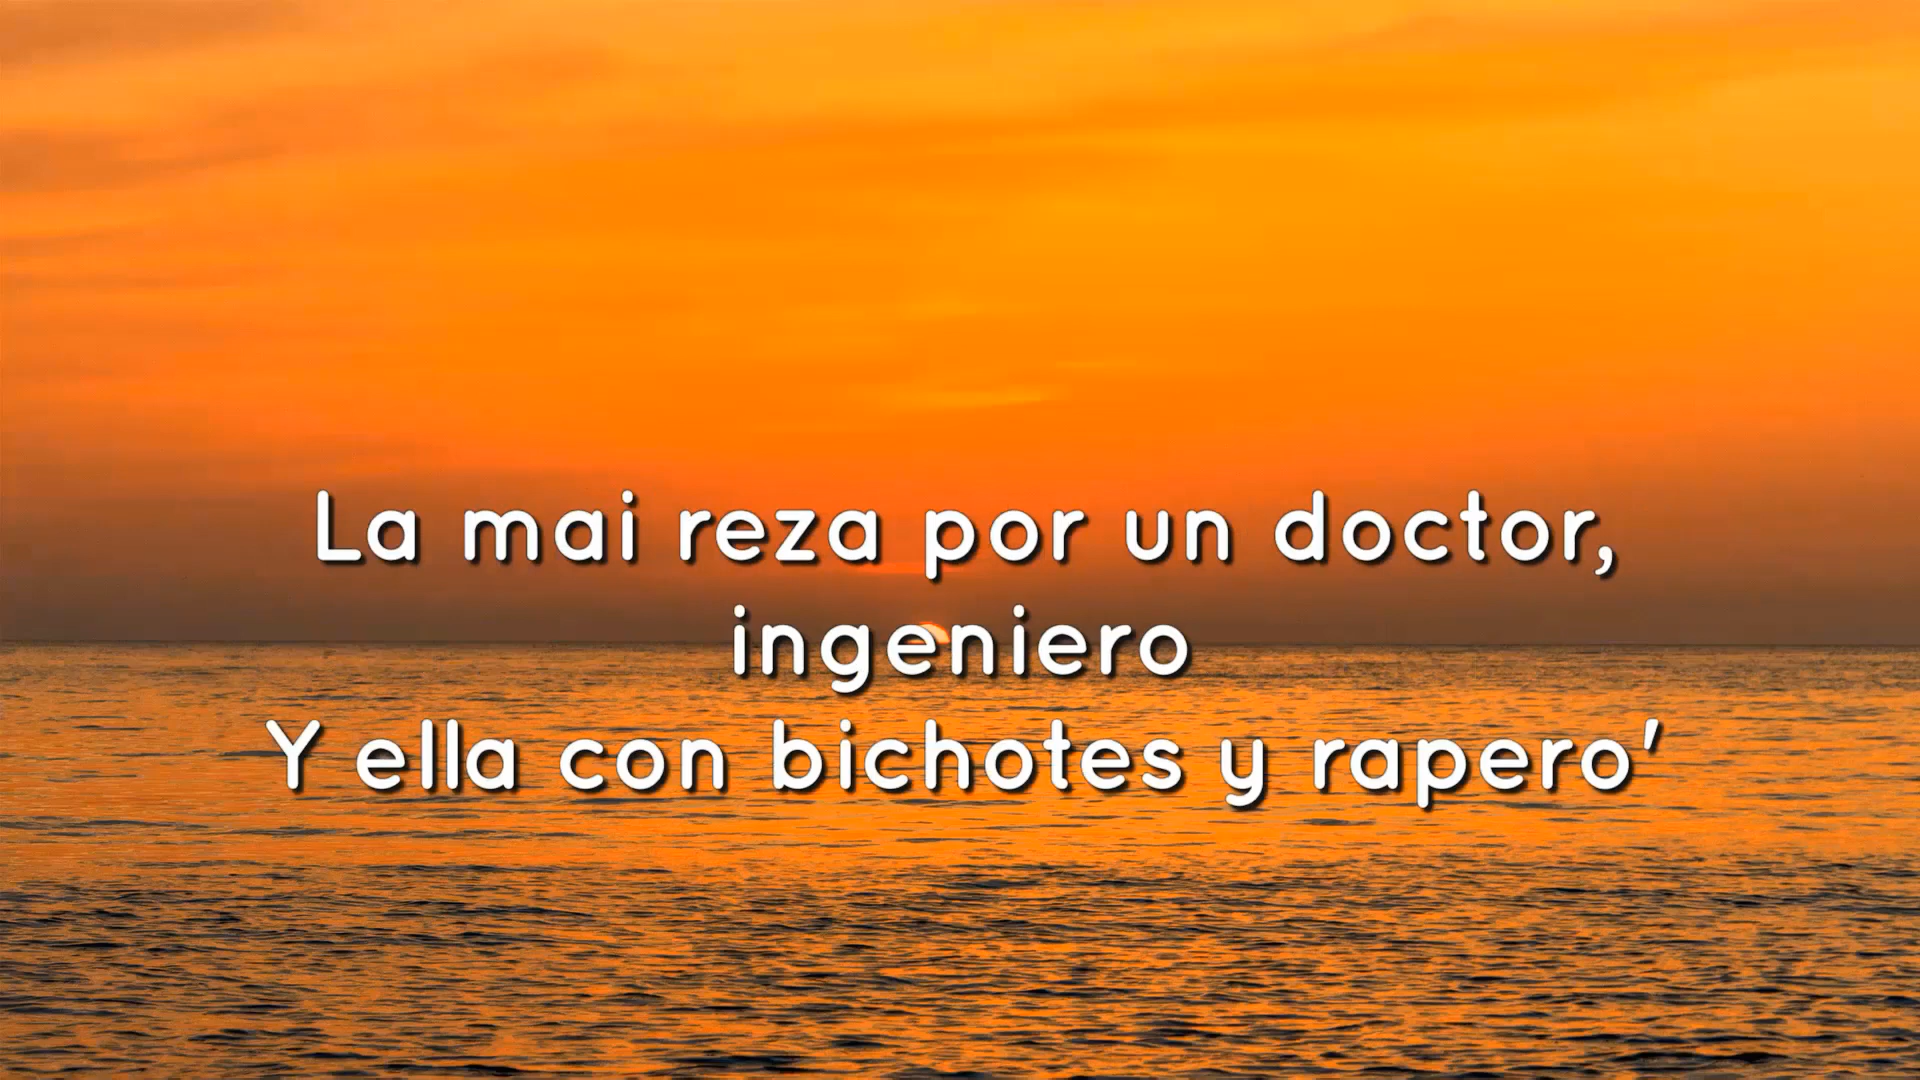 La mai reza por un doctor,
ingeniero
Y ella con bichotes y rapero'